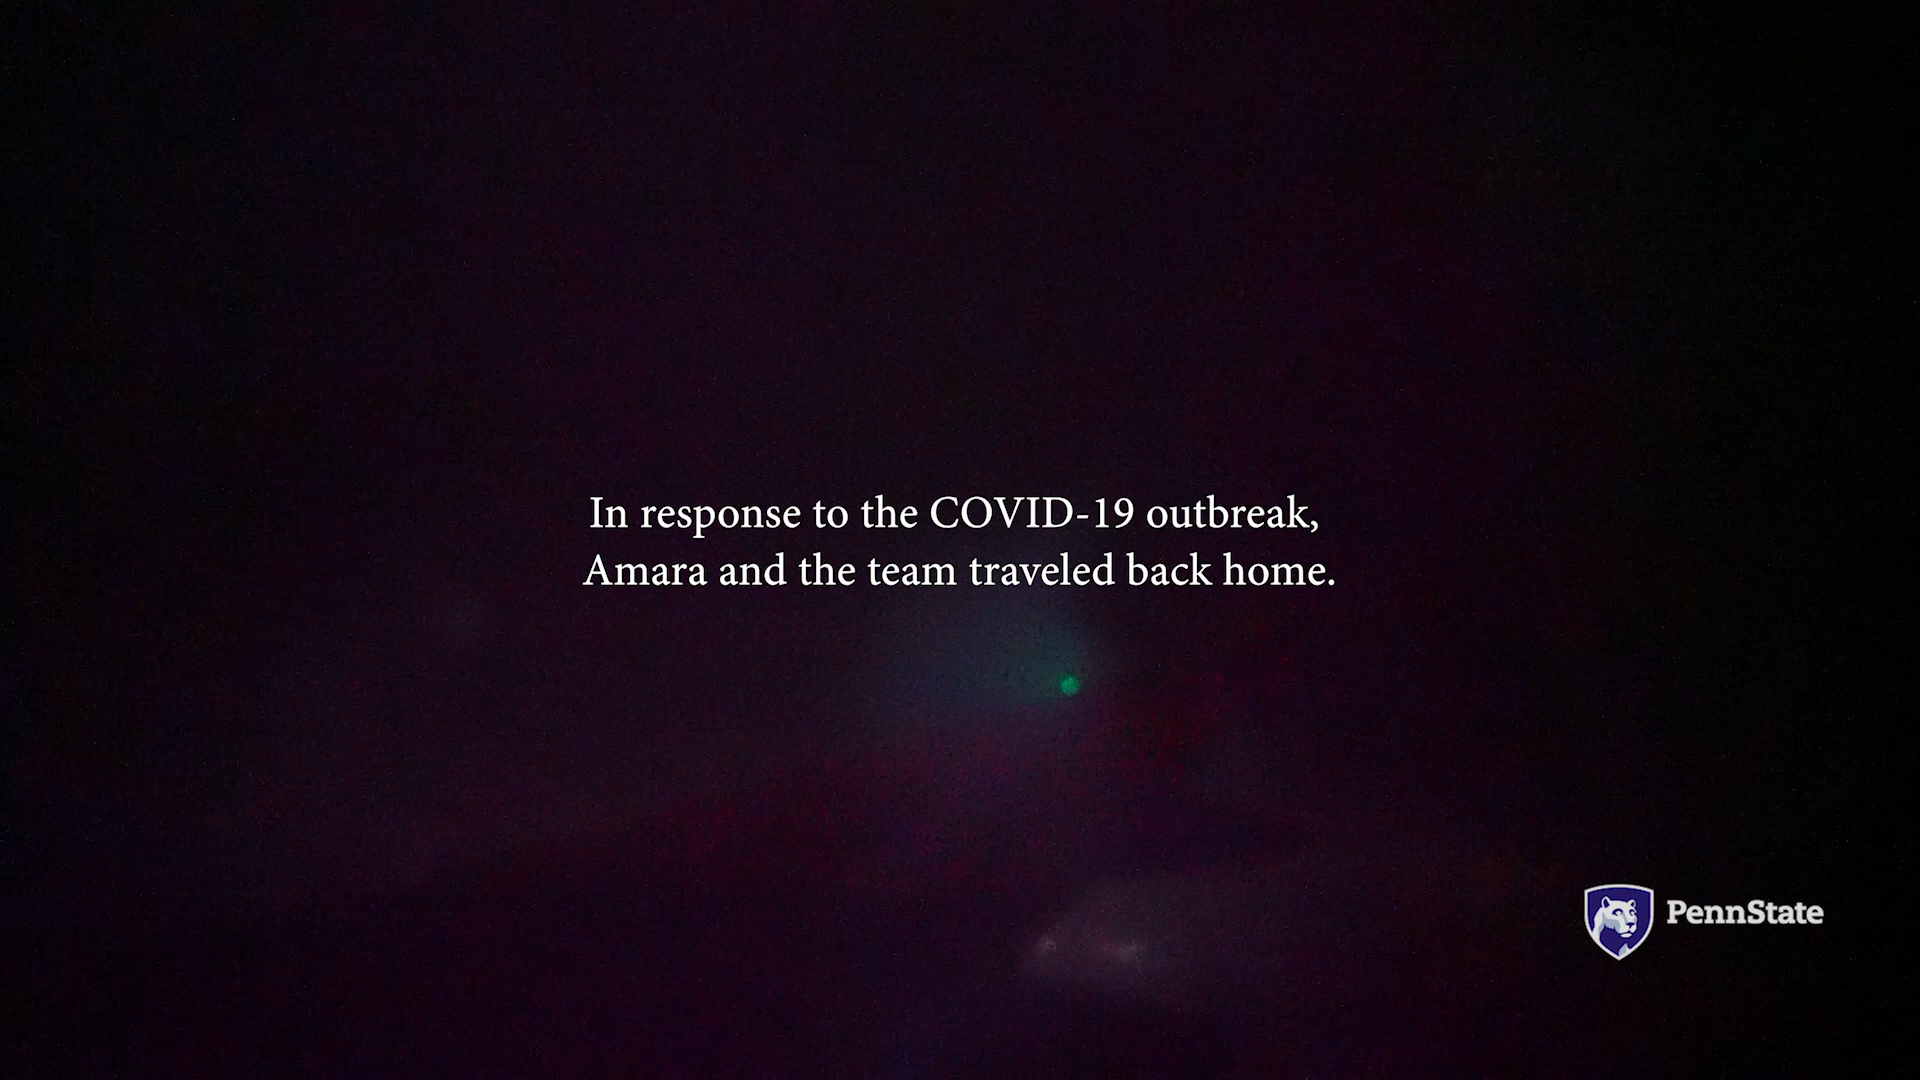 In response to the COVID-19 outbreak,
Amara and the team traveled back home.
PennState